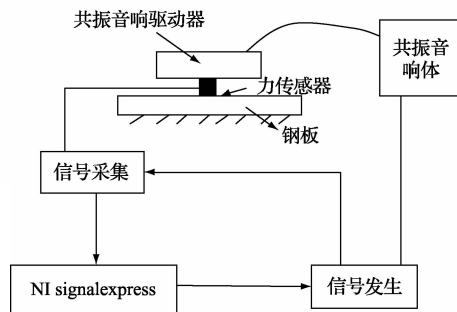 共振音响驱动器
共振音
响体
力传感器
钢板
信号采集
NI signalexpress
信号发生